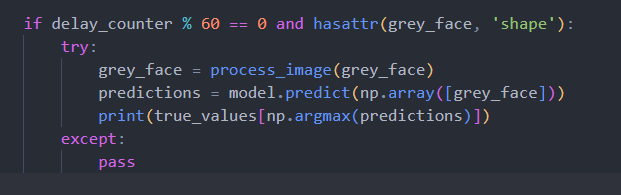 if delay_counter % 60 == 0 and hasattr(grey_face, 'shape'):
    try:
        grey_face = process_image(grey_face)
        predictions = model.predict(np.array([grey_face]))
        print(true_values[np.argmax(predictions)])
    except:
        pass